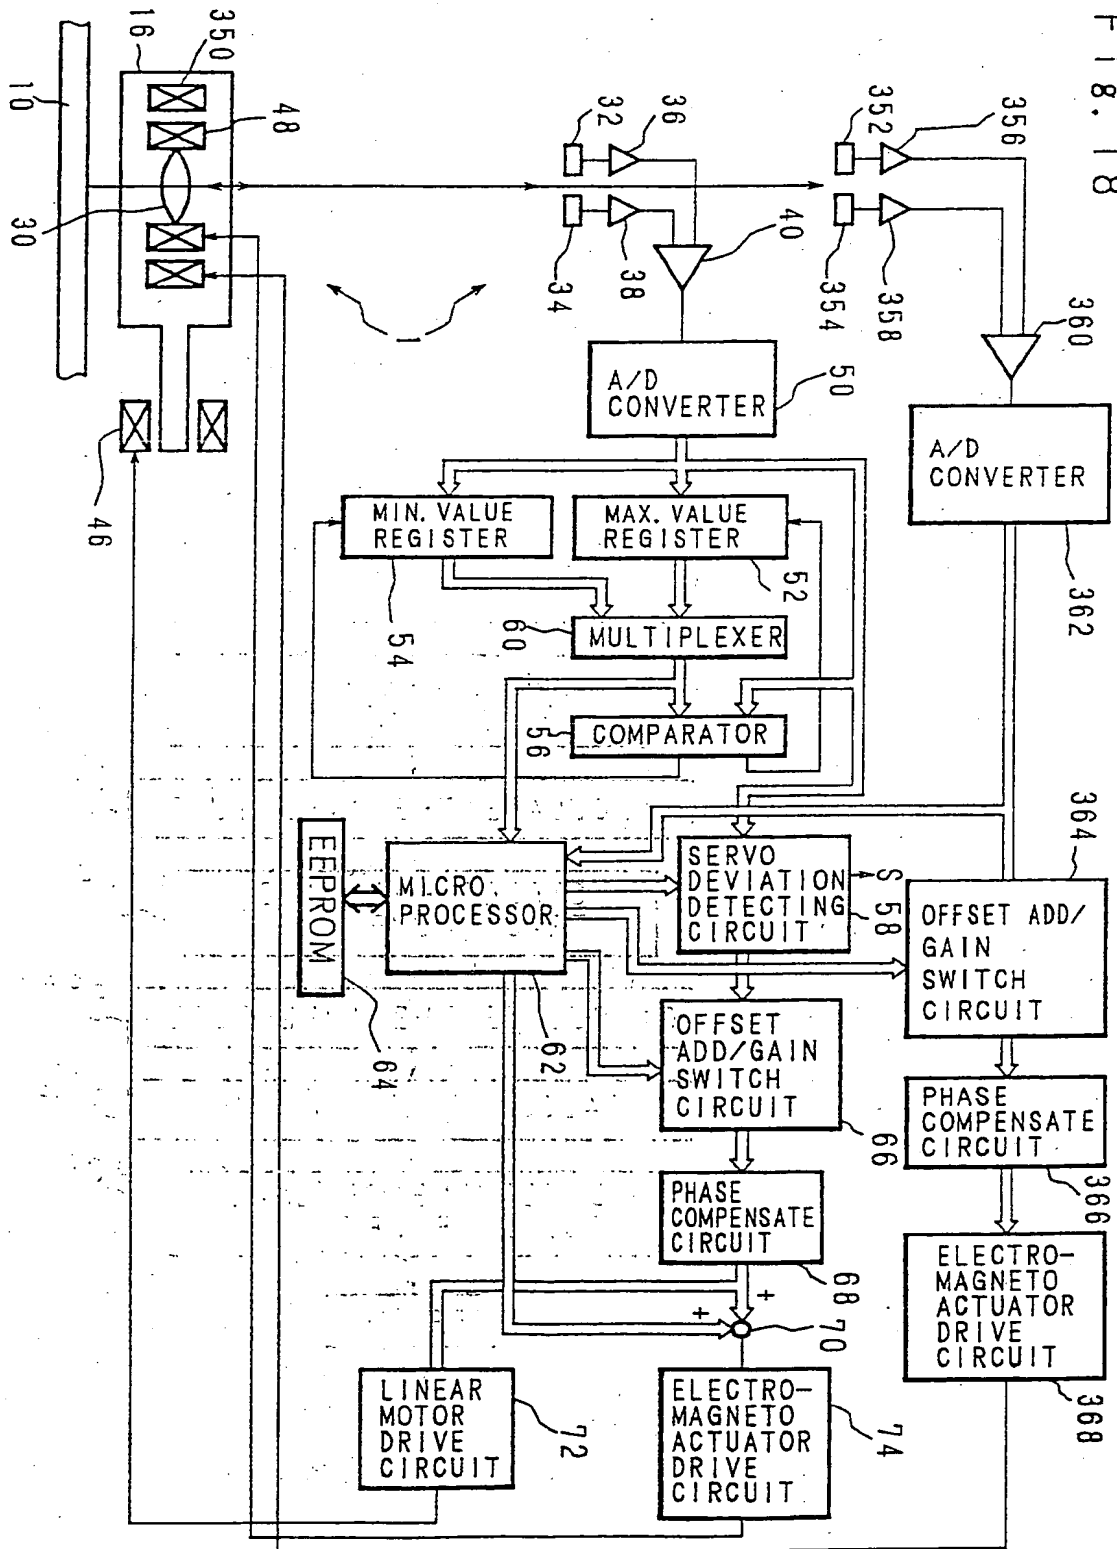 FIG. 18
350
16
10
48
30
46
1
32
36
34
38
40
352
356
354
358
360
A/D
CONVERTER
50
A/D
CONVERTER
362
MIN. VALUE
REGISTER
54
MAX. VALUE
REGISTER
52
60
MULTIPLEXER
56
COMPARATOR
EEPROM
64
MICRO
PROCESSOR
62
SERVO
DEVIATION
DETECTING
CIRCUIT
S
58
364
OFFSET ADD/
GAIN
SWITCH
CIRCUIT
OFFSET
ADD/GAIN
SWITCH
CIRCUIT
66
PHASE
COMPENSATE
CIRCUIT
366
PHASE
COMPENSATE
CIRCUIT
68
+
+
70
LINEAR
MOTOR
DRIVE
CIRCUIT
72
ELECTRO-
MAGNETO
ACTUATOR
DRIVE
CIRCUIT
74
ELECTRO-
MAGNETO
ACTUATOR
DRIVE
CIRCUIT
368